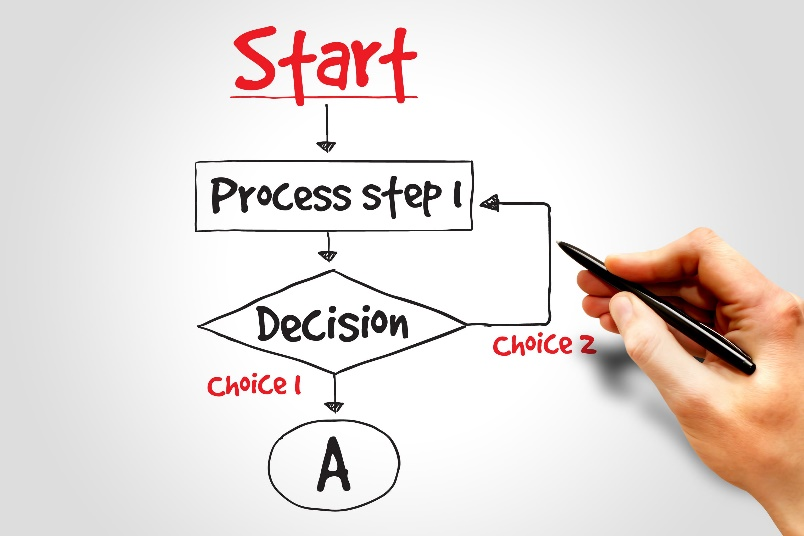 Start
Process step 1
Decision
Choice 2
Choice 1
A